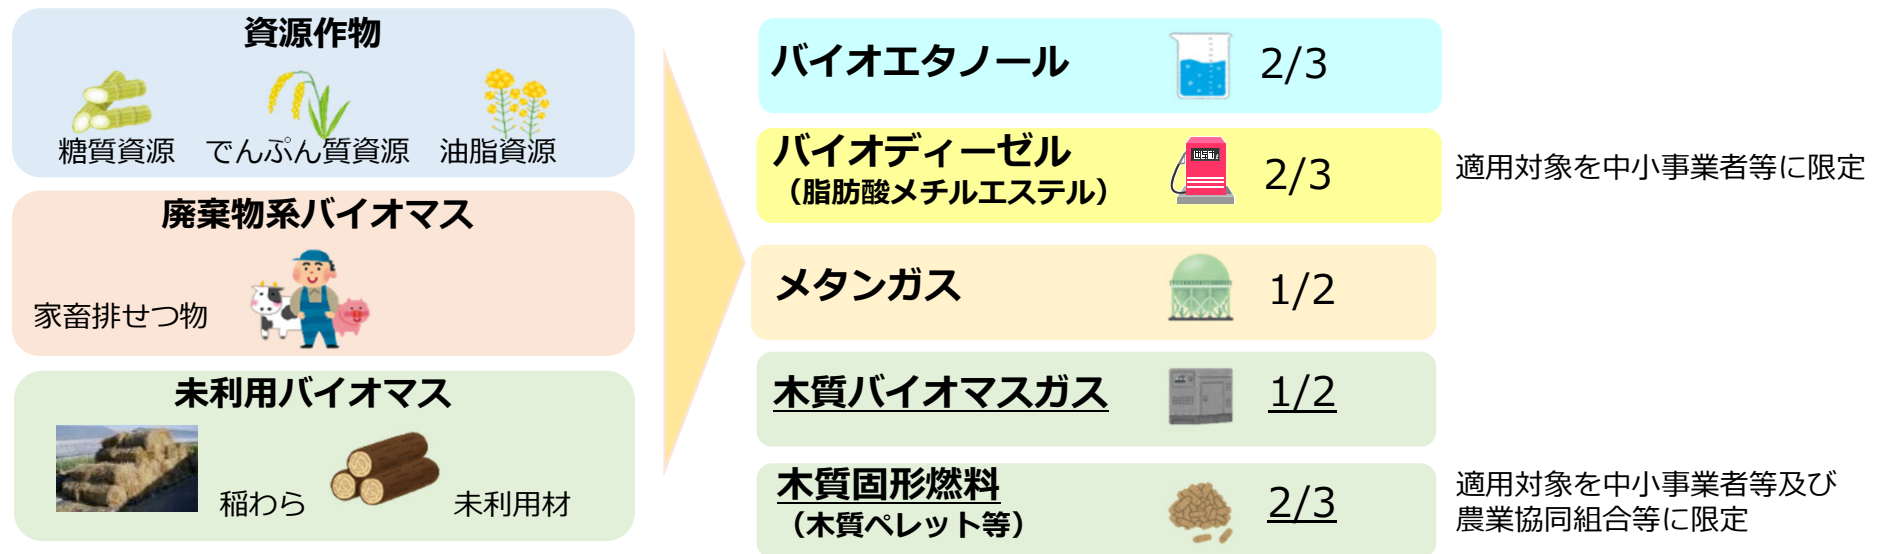 資源作物
糖質資源
でんぷん質資源
油脂資源
廃棄物系バイオマス
家畜排せつ物
未利用バイオマス
稲わら
未利用材
バイオエタノール
2/3
バイオディーゼル
（脂肪酸メチルエステル）
2/3
適用対象を中小事業者等に限定
メタンガス
1/2
木質バイオマスガス
1/2
木質固形燃料
（木質ペレット等）
2/3
適用対象を中小事業者等及び
農業協同組合等に限定